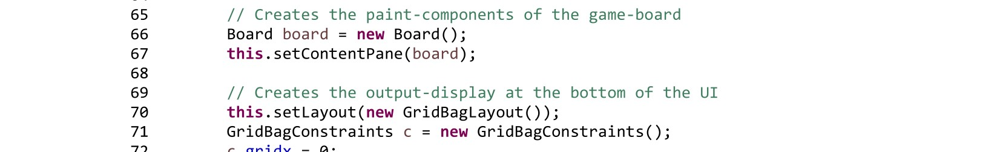 65 // Creates the paint-components of the game-board
66 Board board = new Board();
67 this.setContentPane(board);
68
69 // Creates the output-display at the bottom of the UI
70 this.setLayout(new GridBagLayout());
71 GridBagConstraints c = new GridBagConstraints();
72 c.gridx = 0;